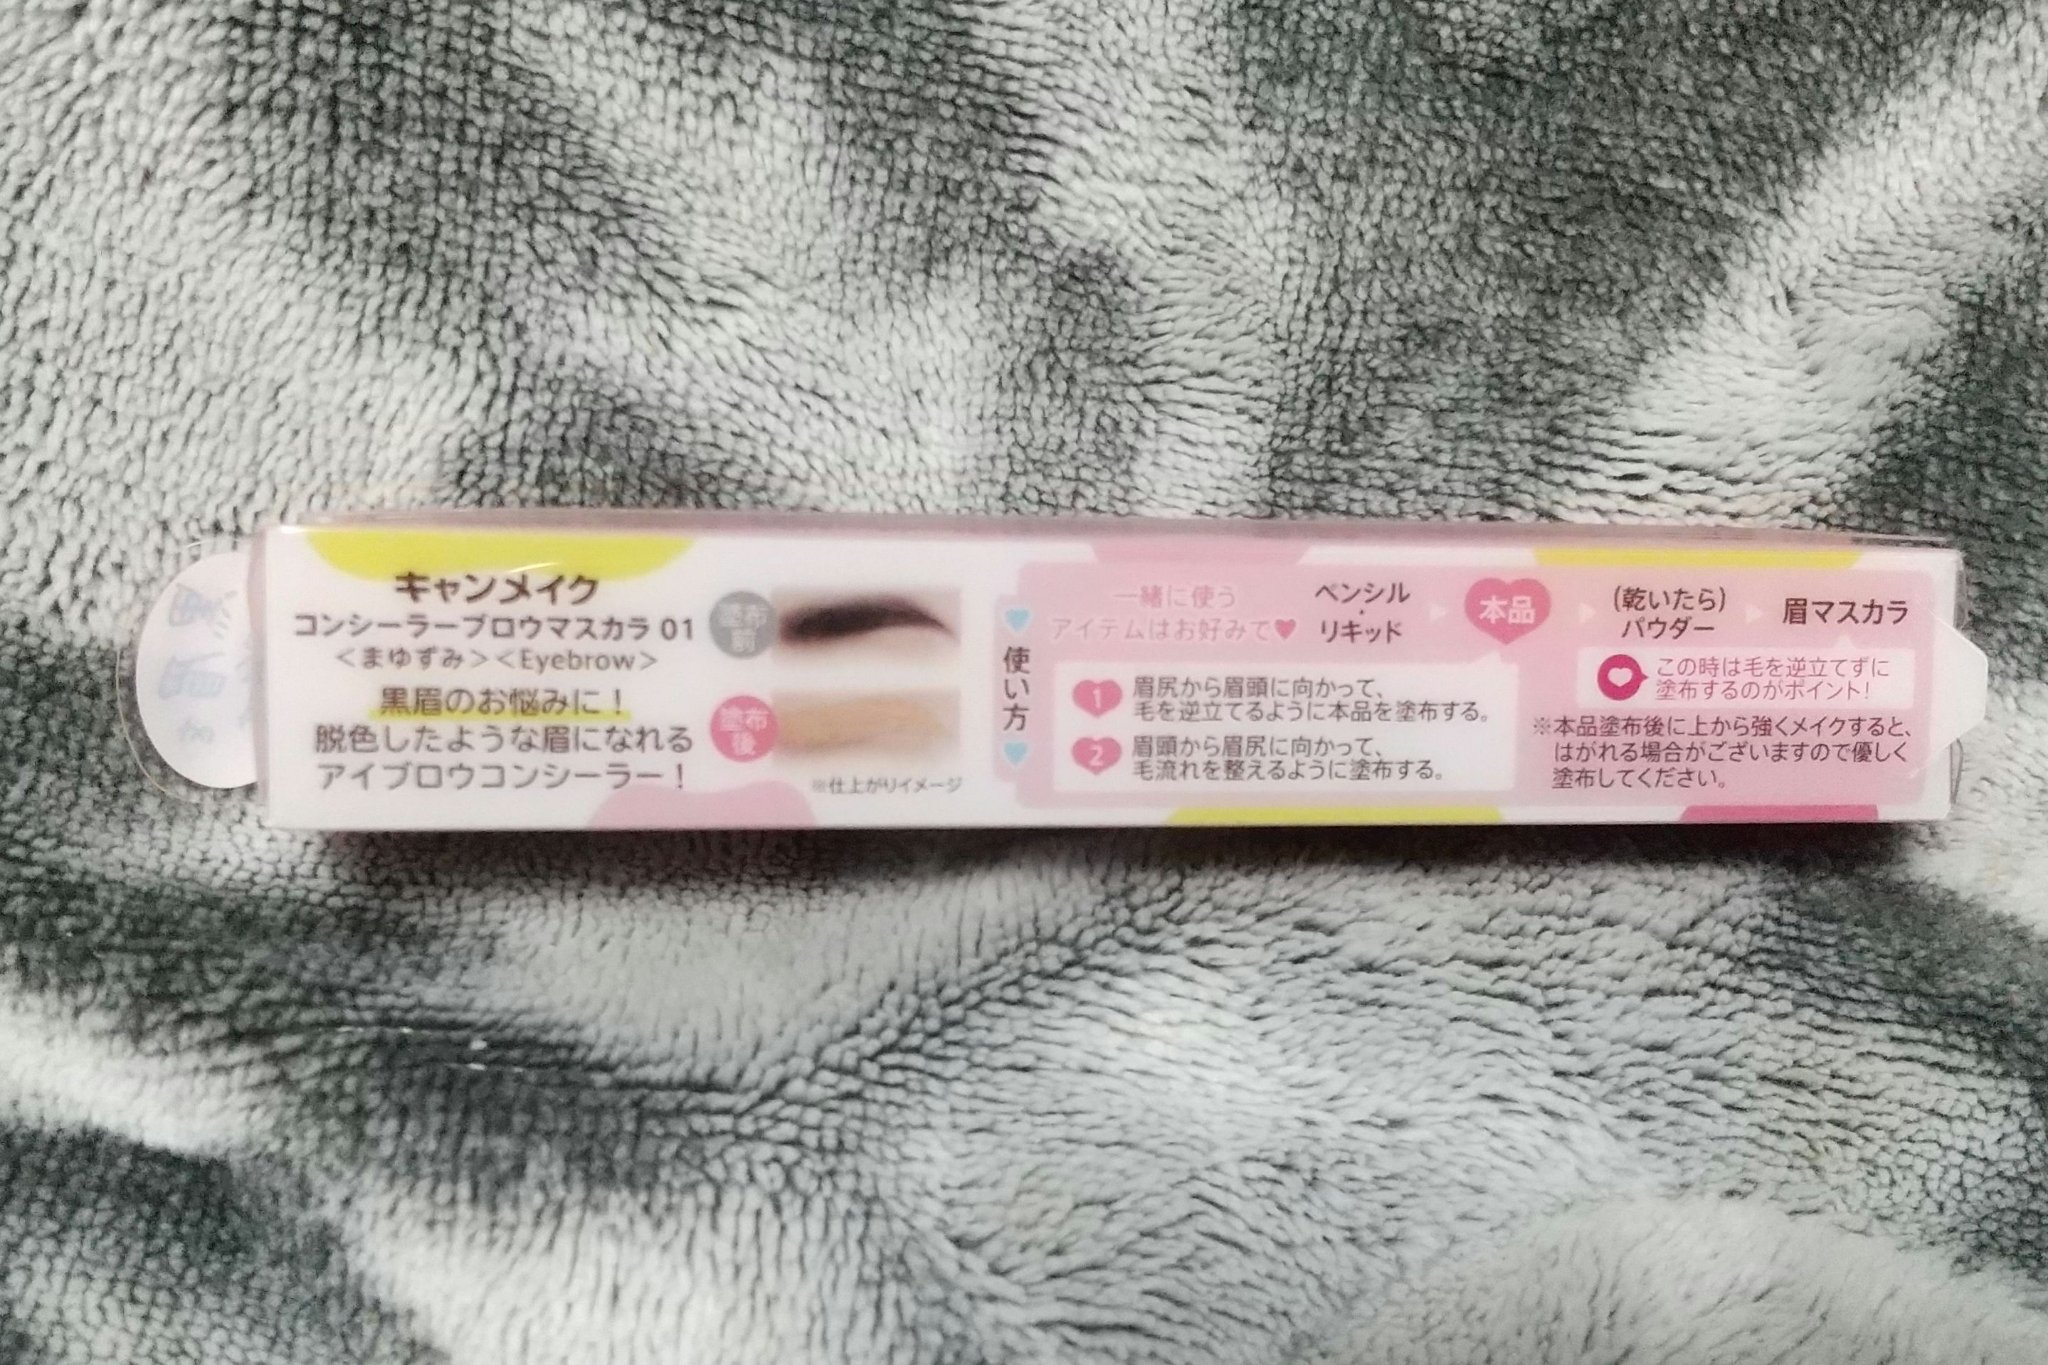 キャンメイク
コンシーラーブロウマスカラ 01
＜まゆずみ＞＜Eyebrow＞
黒眉のお悩みに！
脱色したような眉になれる
アイブロウコンシーラー！
塗布
前
塗布
後
※仕上がりイメージ
使い方
一緒に使う
アイテムはお好みで♥
ペンシル
・
リキッド
本品
(乾いたら)
パウダー
眉マスカラ
1 眉尻から眉頭に向かって、
毛を逆立てるように本品を塗布する。
2 眉頭から眉尻に向かって、
毛流れを整えるように塗布する。
この時は毛を逆立てずに
塗布するのがポイント！
※本品塗布後に上から強くメイクすると、
はがれる場合がございますので優しく
塗布してください。